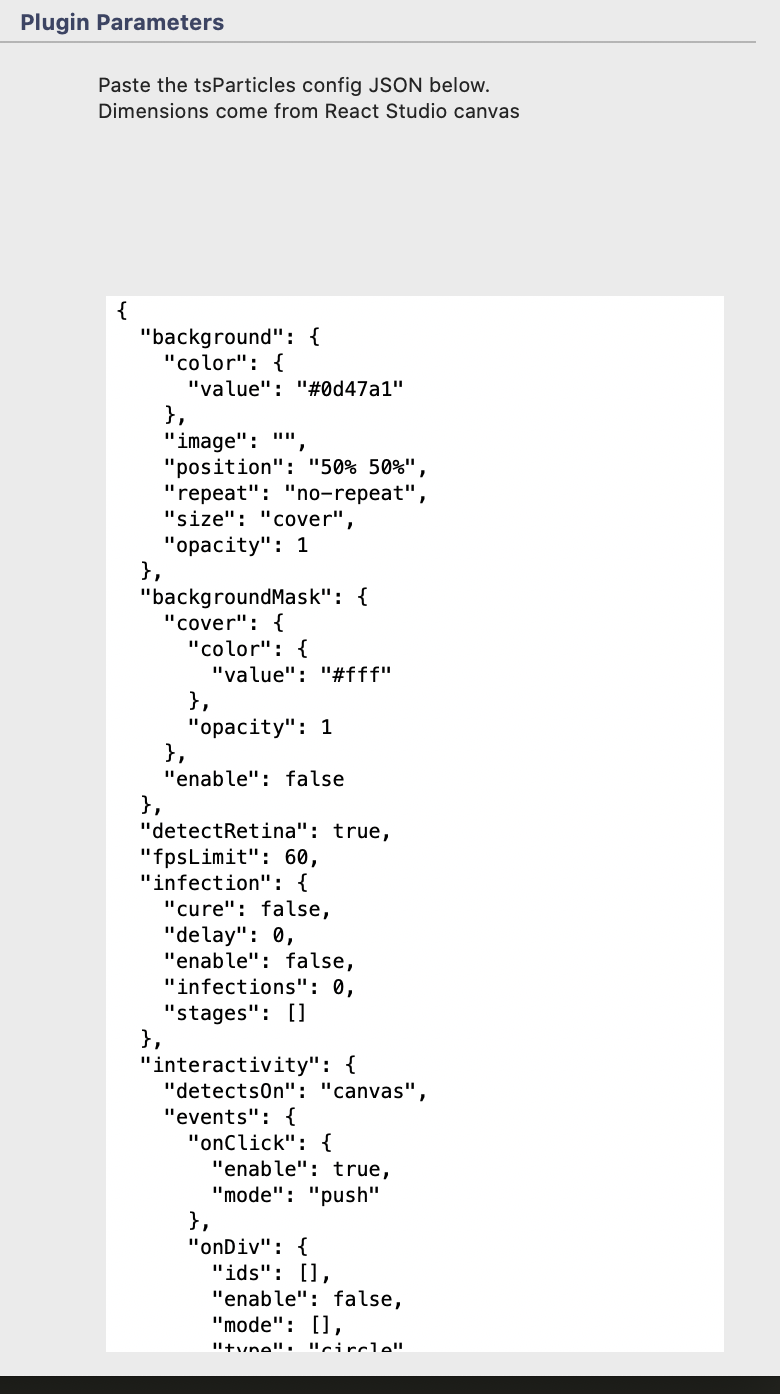 Plugin Parameters
Paste the tsParticles config JSON below.
Dimensions come from React Studio canvas
{
  "background": {
    "color": {
      "value": "#0d47a1"
    },
    "image": "",
    "position": "50% 50%",
    "repeat": "no-repeat",
    "size": "cover",
    "opacity": 1
  },
  "backgroundMask": {
    "cover": {
      "color": {
        "value": "#fff"
      },
      "opacity": 1
    },
    "enable": false
  },
  "detectRetina": true,
  "fpsLimit": 60,
  "infection": {
    "cure": false,
    "delay": 0,
    "enable": false,
    "infections": 0,
    "stages": []
  },
  "interactivity": {
    "detectsOn": "canvas",
    "events": {
      "onClick": {
        "enable": true,
        "mode": "push"
      },
      "onDiv": {
        "ids": [],
        "enable": false,
        "mode": [],
        "type": "circle"